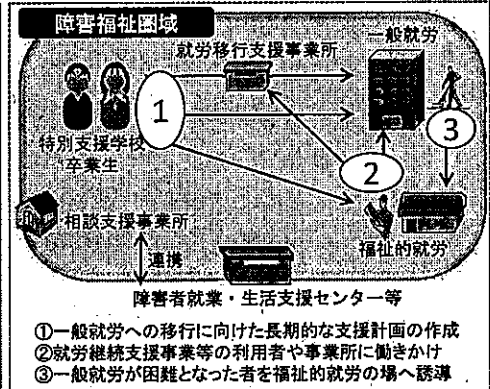 障害福祉圏域
一般就労
就労移行支援事業所
1
3
特別支援学校
卒業生
2
相談支援事業所
福祉的就労
連携
障害者就業・生活支援センター等
①一般就労への移行に向けた長期的な支援計画の作成
②就労継続支援事業等の利用者や事業所に働きかけ
③一般就労が困難となった者を福祉的就労の場へ誘導